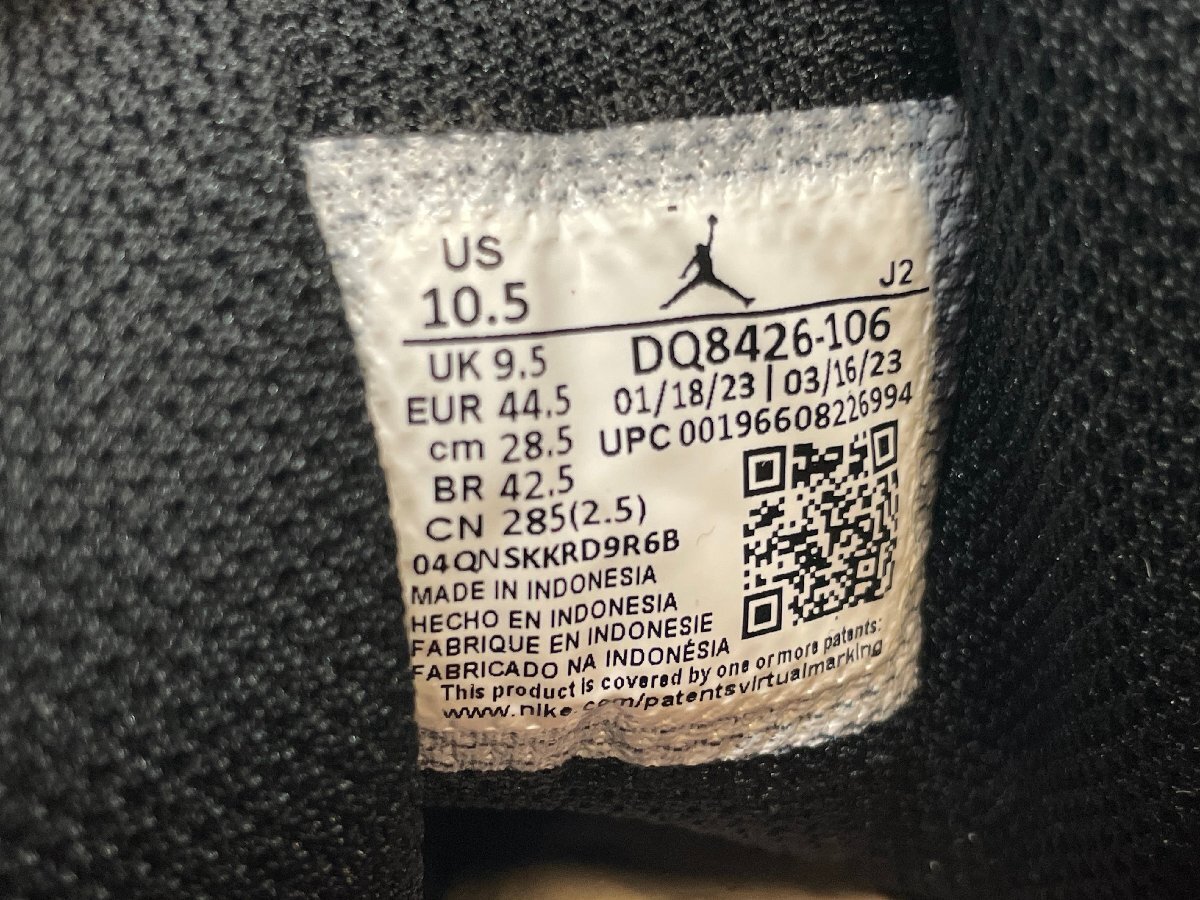 US
10.5
J2
UK 9.5
EUR 44.5
cm 28.5
BR 42.5
CN 285(2.5)
DQ8426-106
01/18/23 | 03/16/23
UPC 00196608226994
04QNSKKRD9R6B
MADE IN INDONESIA
HECHO EN INDONESIA
FABRIQUE EN INDONESIE
FABRICADO NA INDONÉSIA
This product is covered by one or more patents:
www.nike.com/patentsvirtualmarking